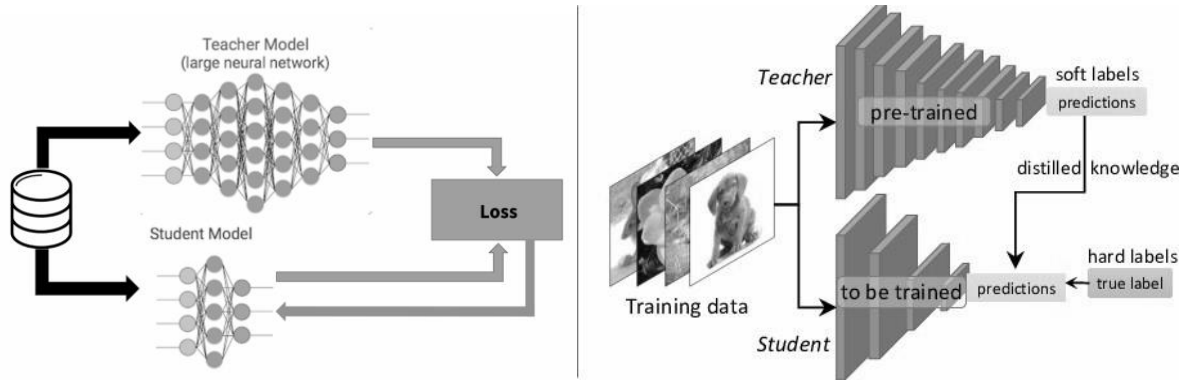 Teacher Model
(large neural network)
Loss
Student Model
Teacher
pre-trained
soft labels
predictions
distilled knowledge
Training data
to be trained
predictions
hard labels
true label
Student